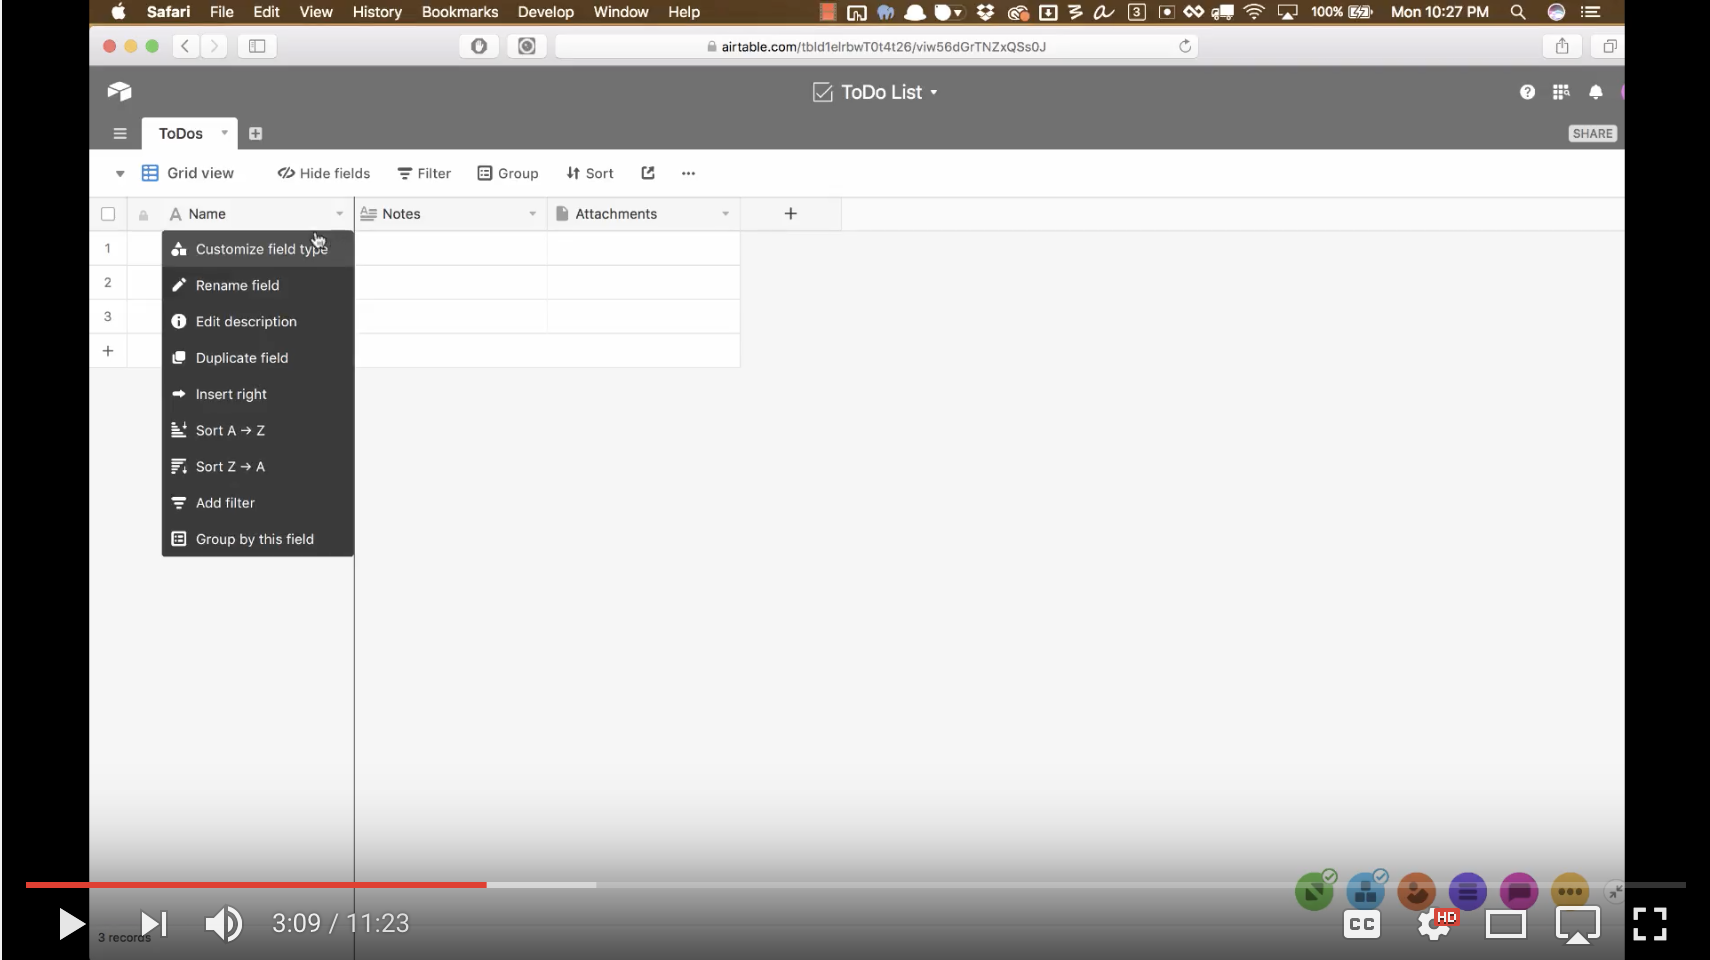 Safari File Edit View History Bookmarks Develop Window Help 3 100% Mon 10:27 PM
airtable.com/tbld1elrbwT0t4t26/viw56dGrTNZxQSs0J
ToDo List
ToDos
SHARE
Grid view Hide fields Filter Group Sort
Name Notes Attachments
1
Customize field type
2
Rename field
3
Edit description
Duplicate field
Insert right
Sort A → Z
Sort Z → A
Add filter
Group by this field
3:09 / 11:23
CC
HD
3 records